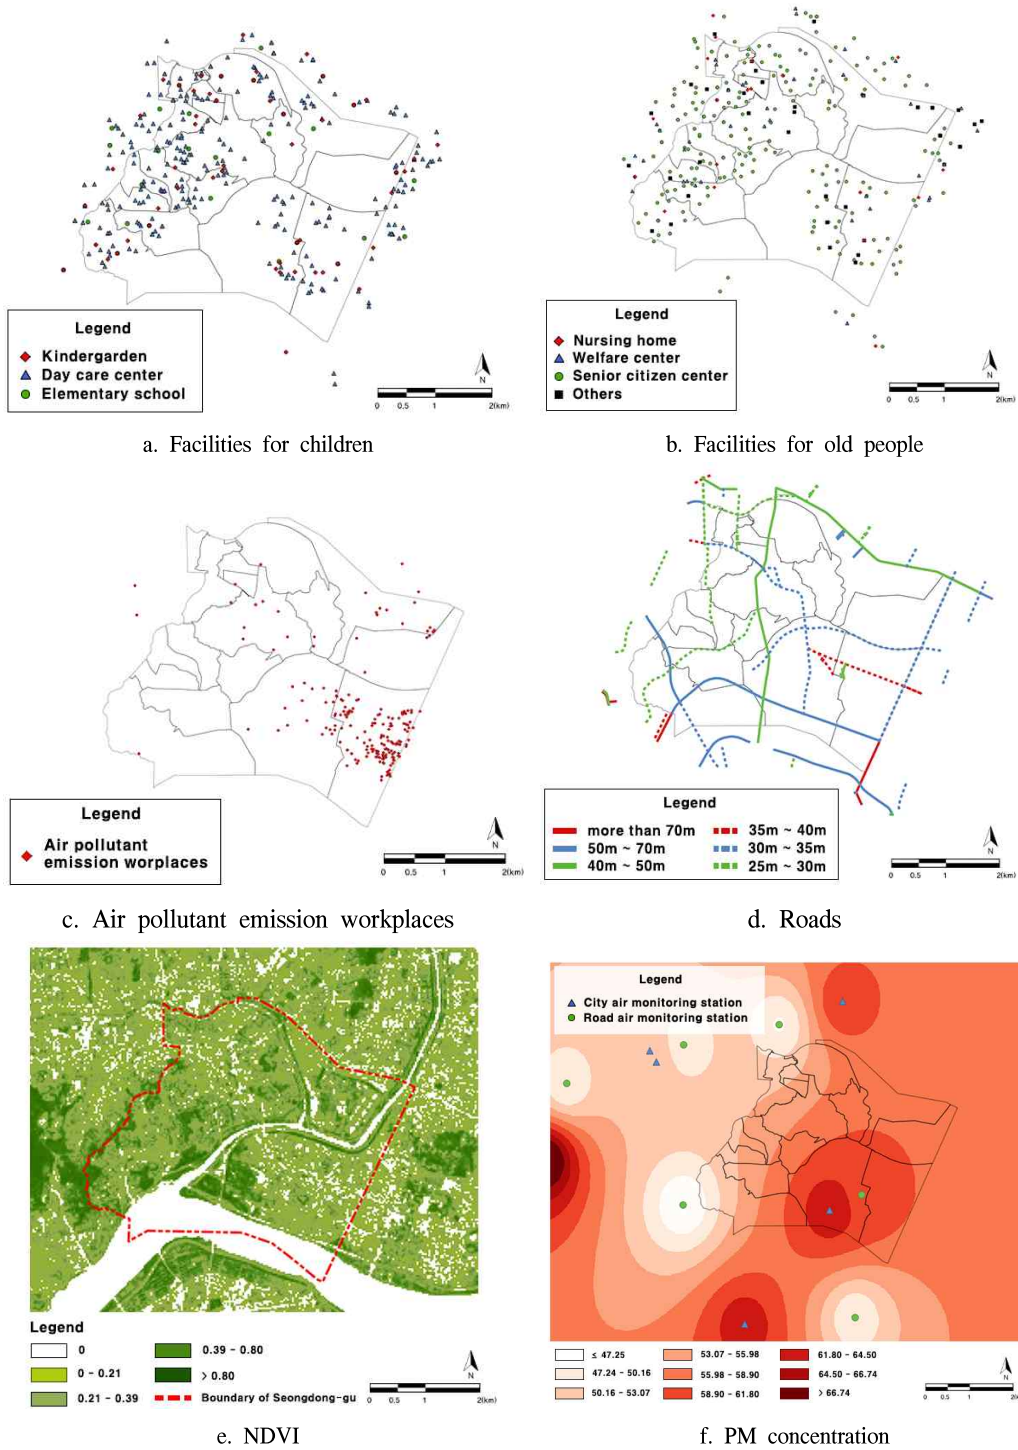 Legend
Kindergarden
Day care center
Elementary school
N
0 0.5 1 2(km)
a. Facilities for children
Legend
Nursing home
Welfare center
Senior citizen center
Others
N
0 0.5 1 2(km)
b. Facilities for old people
Legend
Air pollutant
emission worplaces
N
0 0.5 1 2(km)
c. Air pollutant emission workplaces
Legend
more than 70m
50m ~ 70m
40m ~ 50m
35m ~ 40m
30m ~ 35m
25m ~ 30m
N
0 0.5 1 2(km)
d. Roads
Legend
0
0 - 0.21
0.21 - 0.39
0.39 - 0.80
> 0.80
Boundary of Seongdong-gu
N
0 0.5 1 2(km)
e. NDVI
Legend
City air monitoring station
Road air monitoring station
≤ 47.25
47.24 - 50.16
50.16 - 53.07
53.07 - 55.98
55.98 - 58.90
58.90 - 61.80
61.80 - 64.50
64.50 - 66.74
> 66.74
N
0 0.5 1 2(km)
f. PM concentration